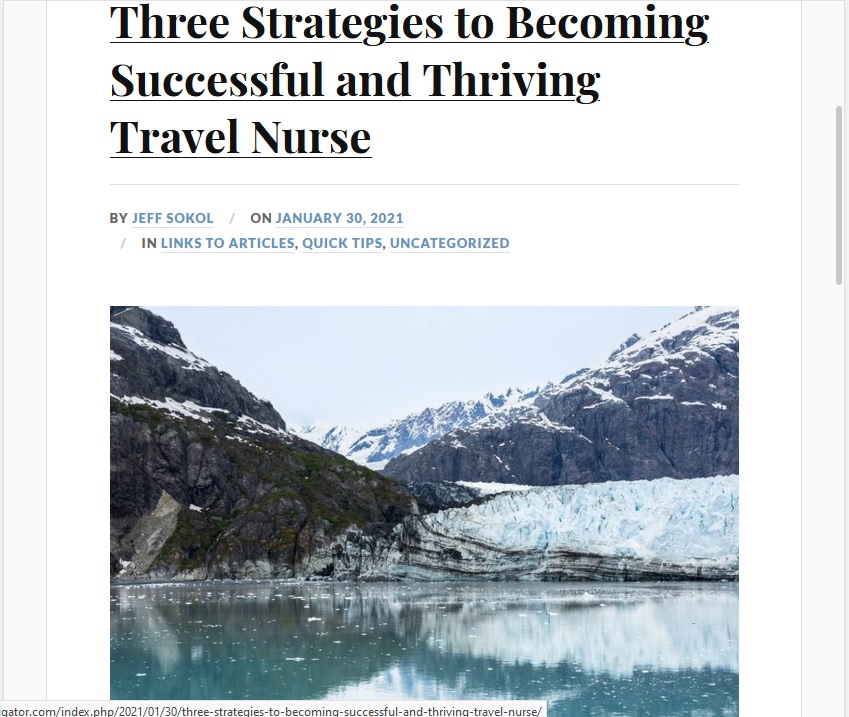 Three Strategies to Becoming
Successful and Thriving
Travel Nurse
BY JEFF SOKOL / ON JANUARY 30, 2021
/ IN LINKS TO ARTICLES, QUICK TIPS, UNCATEGORIZED
igator.com/index.php/2021/01/30/three-strategies-to-becoming-successful-and-thriving-travel-nurse/